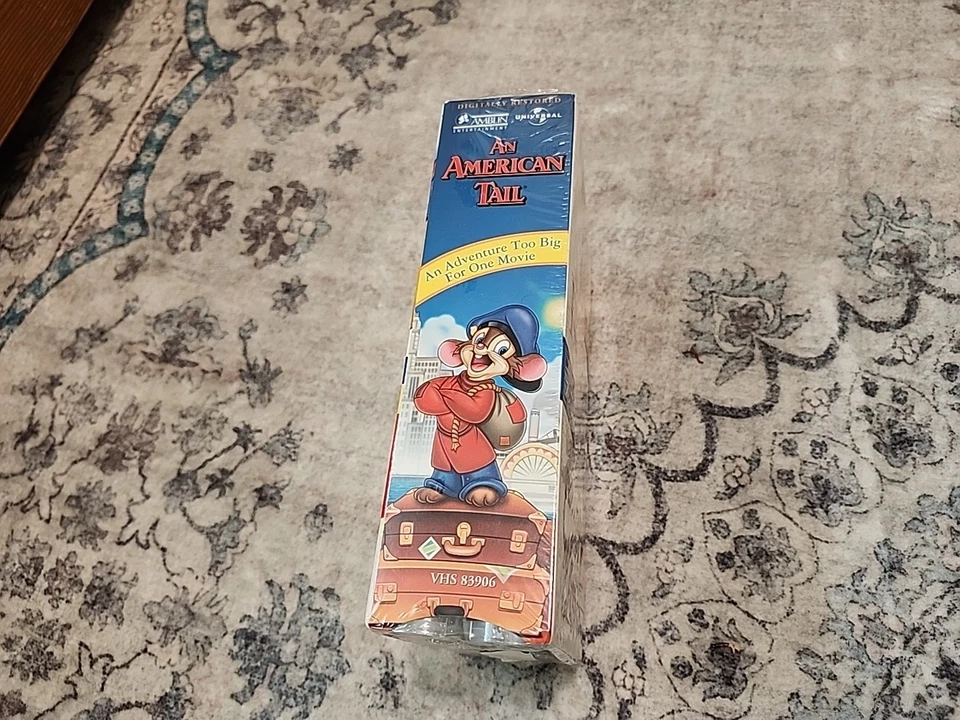 DIGITALLY RESTORED
AMBLIN UNIVERSAL
ENTERTAINMENT
AN
AMERICAN
TAIL
An Adventure Too Big
For One Movie
VHS 83906